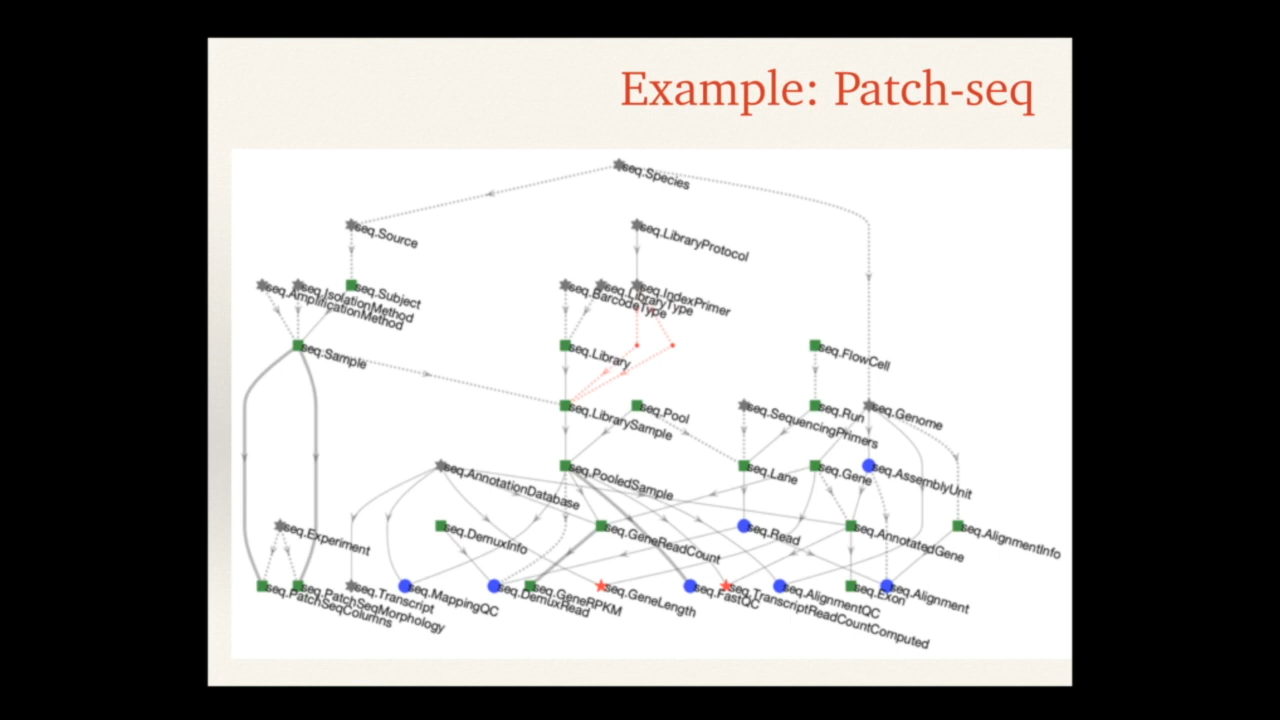 Example: Patch-seq
seq.Species
seq.Source
seq.LibraryProtocol
seq.AmplificationMethod
seq.IsolationMethod
seq.Subject
seq.BarcodeType
seq.LibraryType
seq.IndexPrimer
seq.Sample
seq.Library
seq.FlowCell
seq.LibrarySample
seq.Pool
seq.SequencingPrimers
seq.Run
seq.Genome
seq.AnnotationDatabase
seq.PooledSample
seq.Lane
seq.Gene
seq.AssemblyUnit
seq.Experiment
seq.DemuxInfo
seq.GeneReadCount
seq.Read
seq.AnnotatedGene
seq.AlignmentInfo
seq.PatchSeqColumns
seq.PatchSeqMorphology
seq.Transcript
seq.MappingQC
seq.DemuxRead
seq.GeneRPKM
seq.GeneLength
seq.FastQC
seq.TranscriptReadCountComputed
seq.AlignmentQC
seq.Exon
seq.Alignment